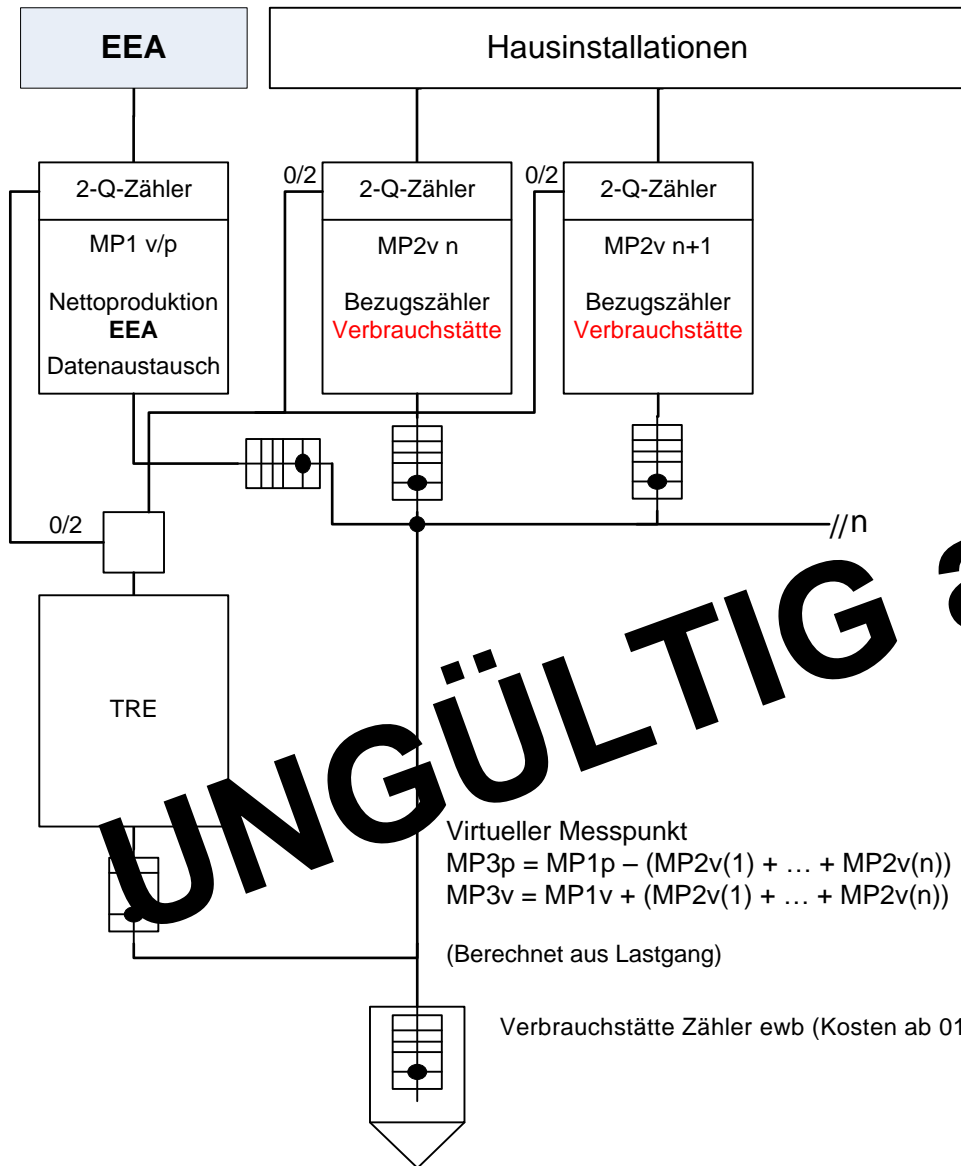 EEA
Hausinstallationen
0/2
0/2
2-Q-Zähler
2-Q-Zähler
2-Q-Zähler
MP1 v/p
MP2v n
MP2v n+1
Nettoproduktion
EEA
Datenaustausch
Bezugszähler
Verbrauchstätte
Bezugszähler
Verbrauchstätte
0/2
//n
TRE
UNGÜLTIG a
Virtueller Messpunkt
MP3p = MP1p – (MP2v(1) + … + MP2v(n))
MP3v = MP1v + (MP2v(1) + … + MP2v(n))
(Berechnet aus Lastgang)
Verbrauchstätte Zähler ewb (Kosten ab 01